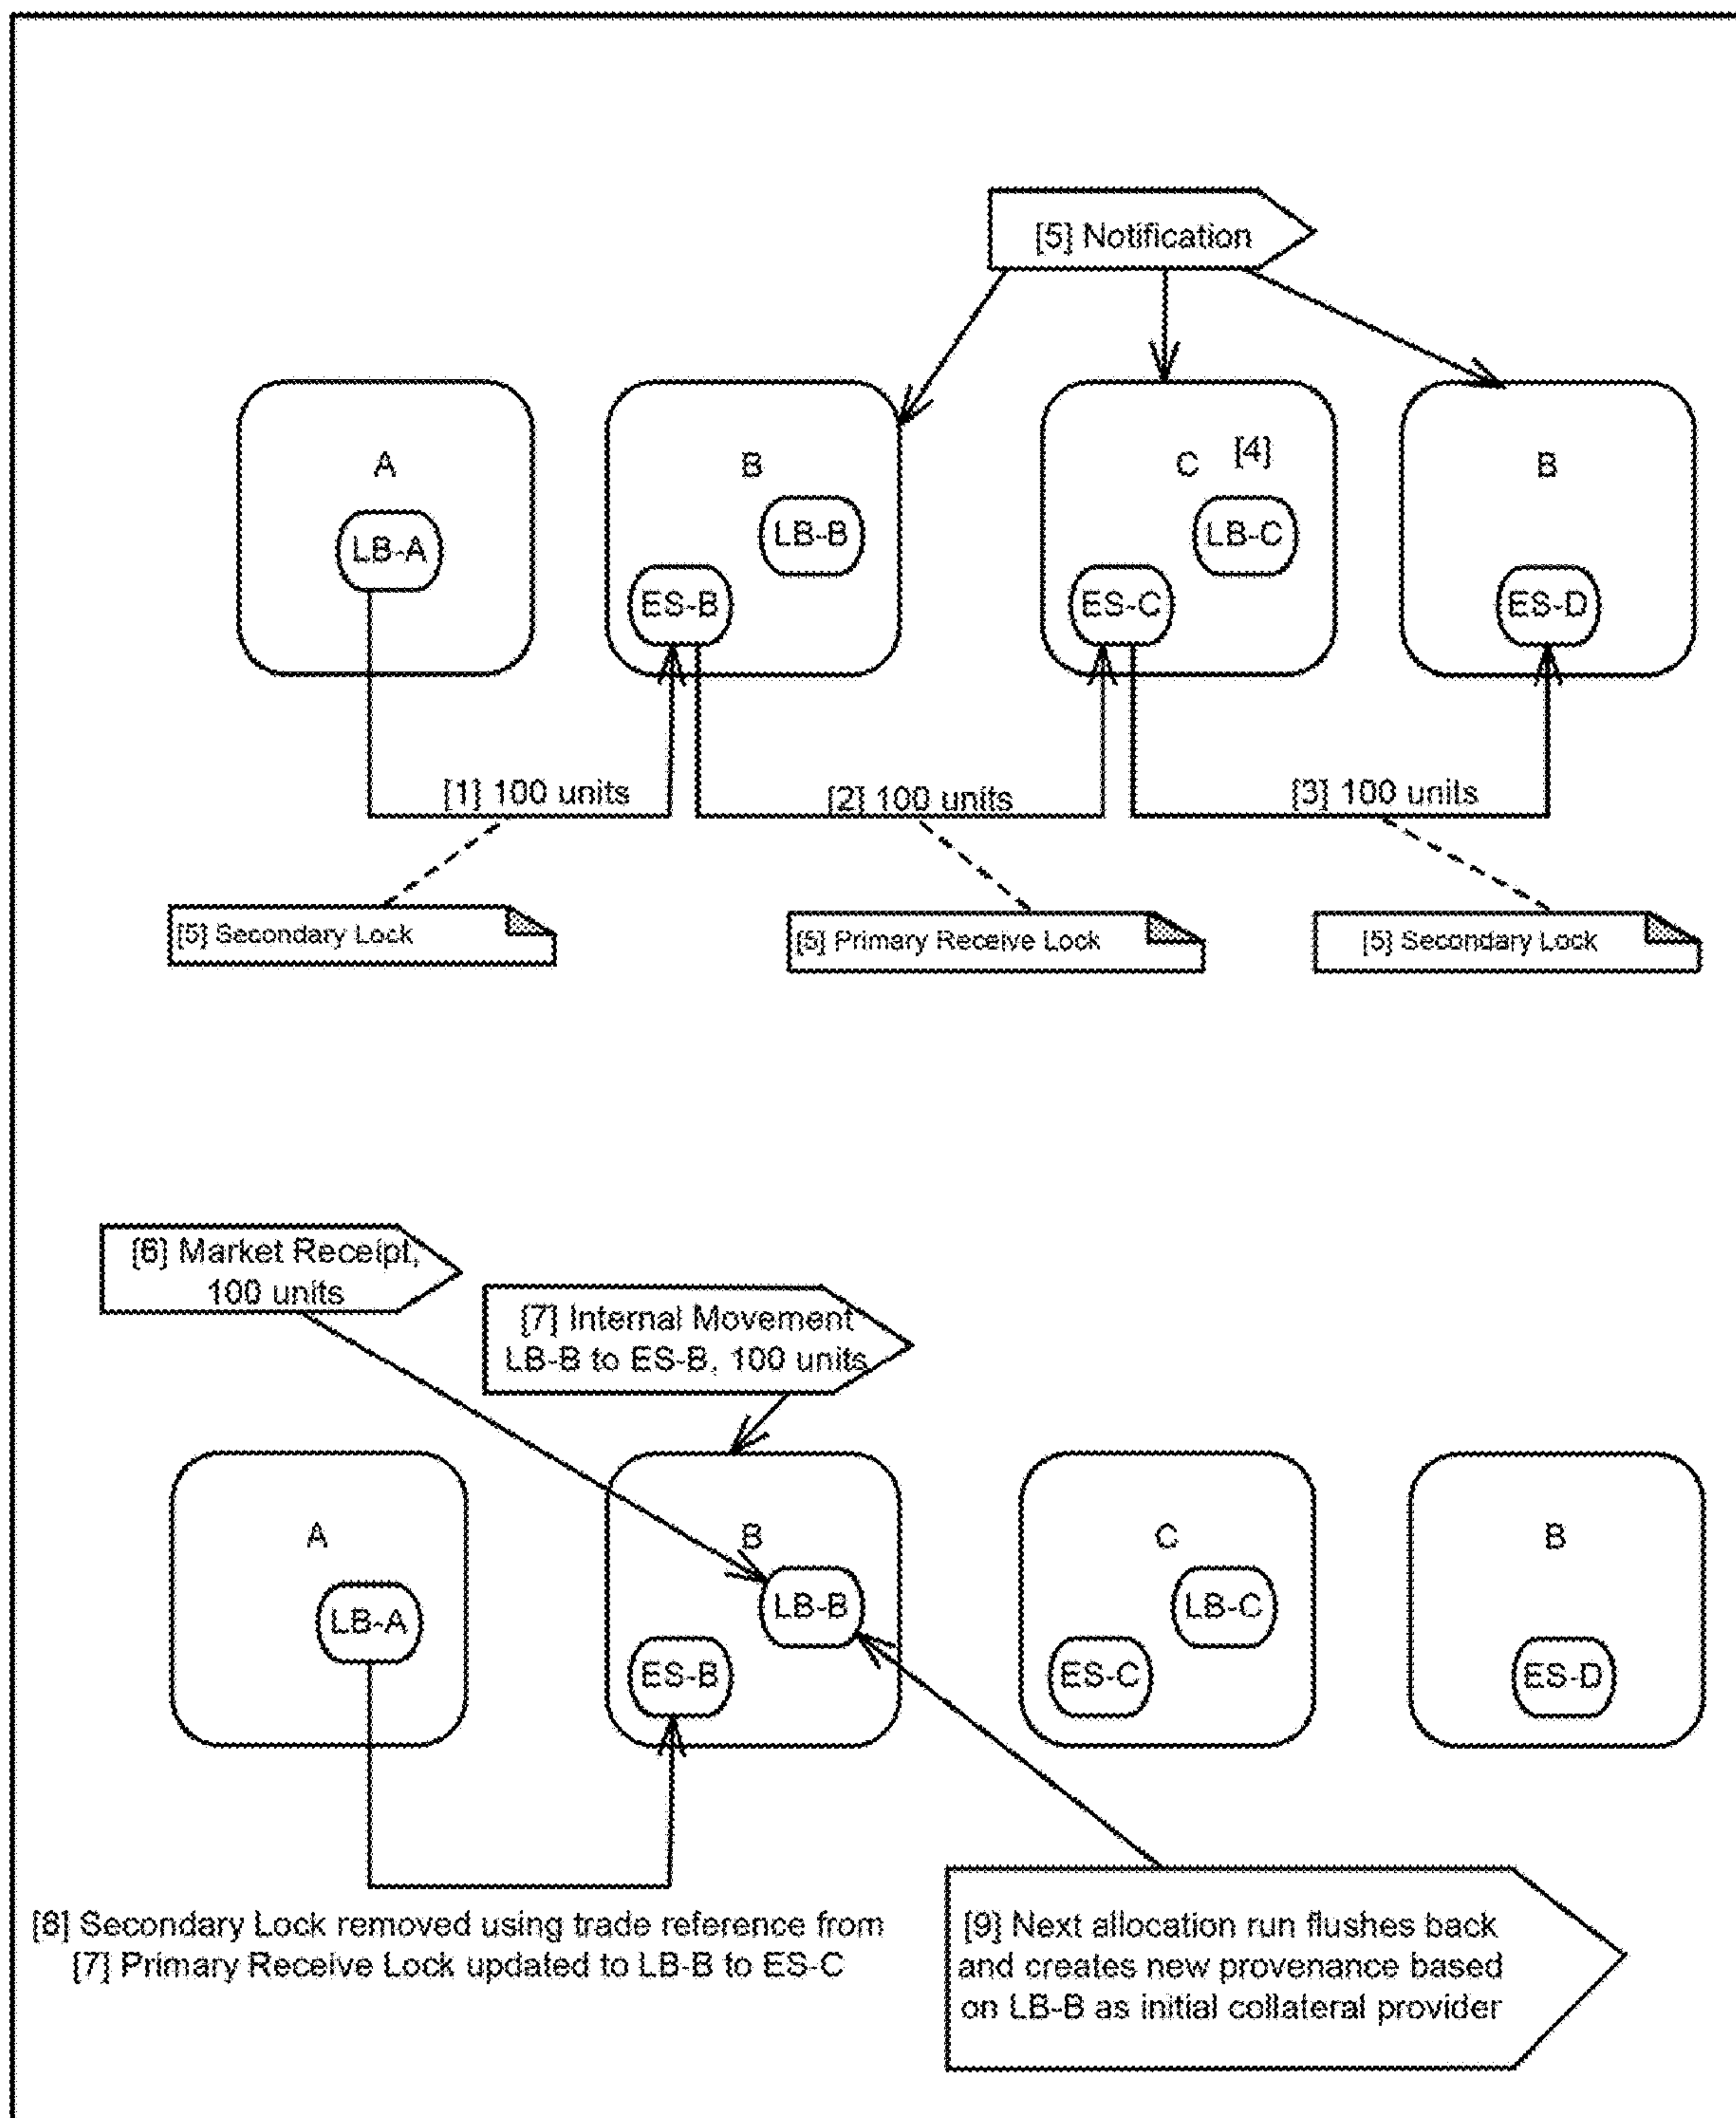 [5] Notification
A
B
C [4]
B
LB-A
LB-B
LB-C
ES-B
ES-C
ES-D
[1] 100 units
[2] 100 units
[3] 100 units
[5] Secondary Lock
[5] Primary Receive Lock
[5] Secondary Lock
[6] Market Receipt,
100 units
[7] Internal Movement
LB-B to ES-B, 100 units
A
B
C
B
LB-A
LB-B
LB-C
ES-B
ES-C
ES-D
[8] Secondary Lock removed using trade reference from
[7] Primary Receive Lock updated to LB-B to ES-C
[9] Next allocation run flushes back
and creates new provenance based
on LB-B as initial collateral provider